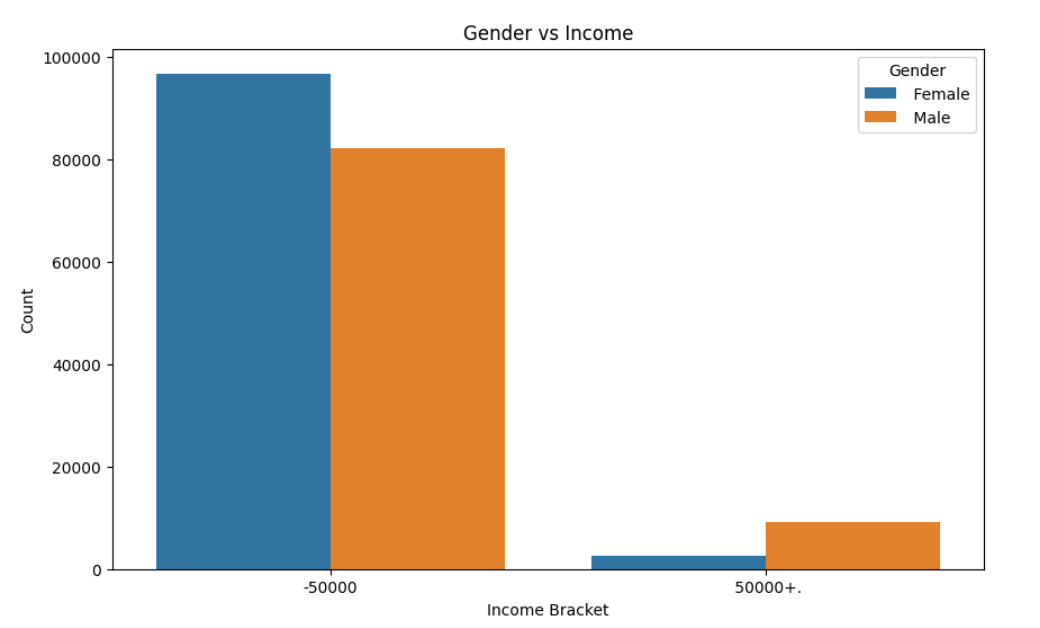 Gender vs Income
100000
80000
60000
40000
20000
0
Count
Gender
Female
Male
-50000
50000+.
Income Bracket